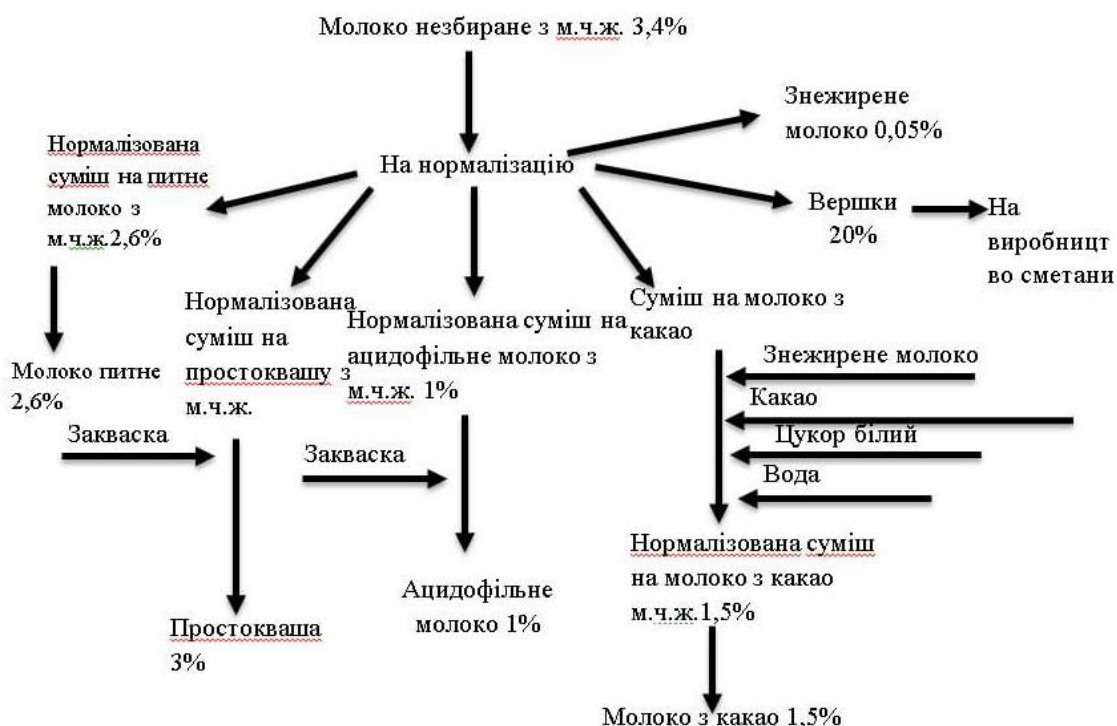 Молоко незбиране з м.ч.ж. 3,4%
Знежирене
молоко 0,05%
На нормалізацію
Нормалізована
суміш на питне
молоко з
м.ч.ж.2,6%
Вершки
20%
На
виробницт
во сметани
Нормалізована
суміш на
простоквашу з
м.ч.ж.
Нормалізована суміш на
ацидофільне молоко з
м.ч.ж. 1%
Суміш на молоко з
какао
Молоко питне
2,6%
Знежирене молоко
Какао
Цукор білий
Вода
Закваска
Закваска
Нормалізована суміш
на молоко з какао
м.ч.ж.1,5%
Ацидофільне
молоко 1%
Простокваша
3%
Молоко з какао 1,5%